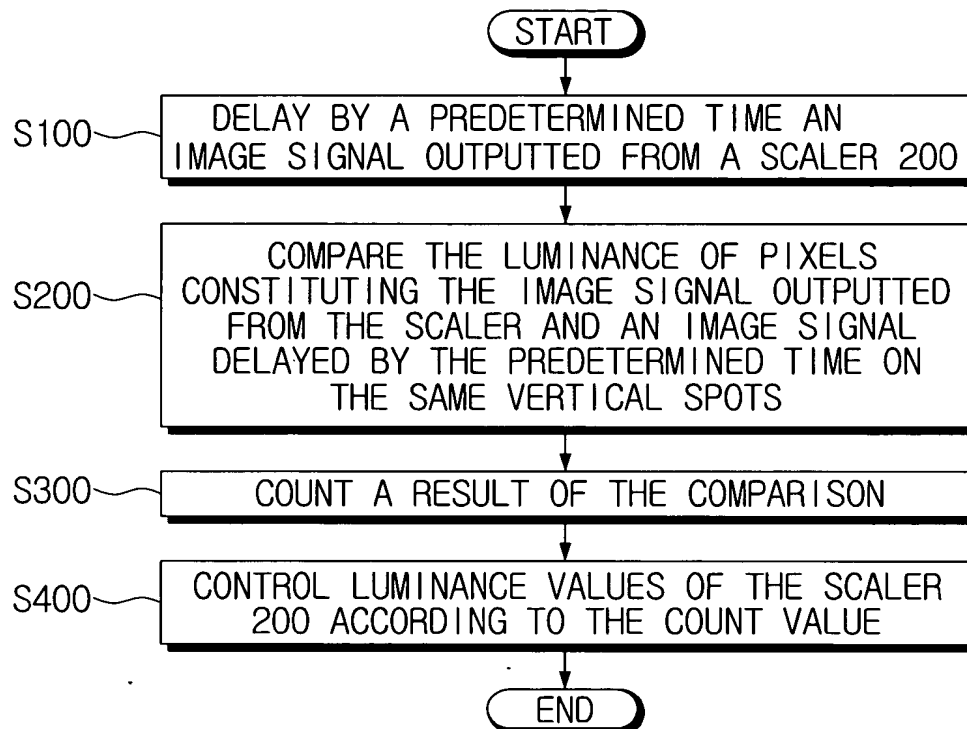 START
S100
DELAY BY A PREDETERMINED TIME AN
IMAGE SIGNAL OUTPUTTED FROM A SCALER 200
S200
COMPARE THE LUMINANCE OF PIXELS
CONSTITUTING THE IMAGE SIGNAL OUTPUTTED
FROM THE SCALER AND AN IMAGE SIGNAL
DELAYED BY THE PREDETERMINED TIME ON
THE SAME VERTICAL SPOTS
S300
COUNT A RESULT OF THE COMPARISON
S400
CONTROL LUMINANCE VALUES OF THE SCALER
200 ACCORDING TO THE COUNT VALUE
END